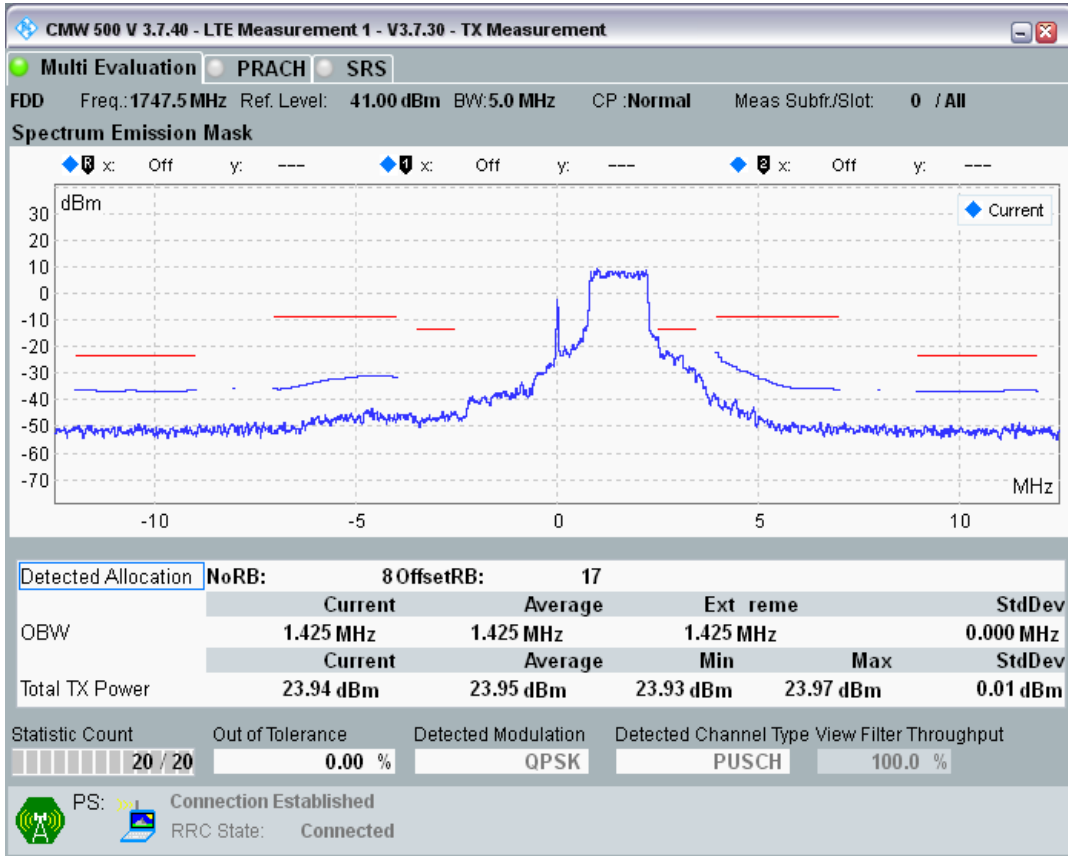 CMW 500 V 3.7.40 - LTE Measurement 1 - V3.7.30 - TX Measurement
Multi Evaluation PRACH SRS
FDD Freq.: 1747.5 MHz Ref. Level: 41.00 dBm BW: 5.0 MHz CP : Normal Meas Subfr./Slot: 0 / All
Spectrum Emission Mask
R x: Off y: --- 1 x: Off y: --- 2 x: Off y: ---
dBm
Current
30
20
10
0
-10
-20
-30
-40
-50
-60
-70
MHz
-10 -5 0 5 10
Detected Allocation NoRB: 8 OffsetRB: 17
Current Average Ext reme StdDev
OBW 1.425 MHz 1.425 MHz 1.425 MHz 0.000 MHz
Current Average Min Max StdDev
Total TX Power 23.94 dBm 23.95 dBm 23.93 dBm 23.97 dBm 0.01 dBm
Statistic Count Out of Tolerance Detected Modulation Detected Channel Type View Filter Throughput
20 / 20 0.00 % QPSK PUSCH 100.0 %
PS: Connection Established
RRC State: Connected